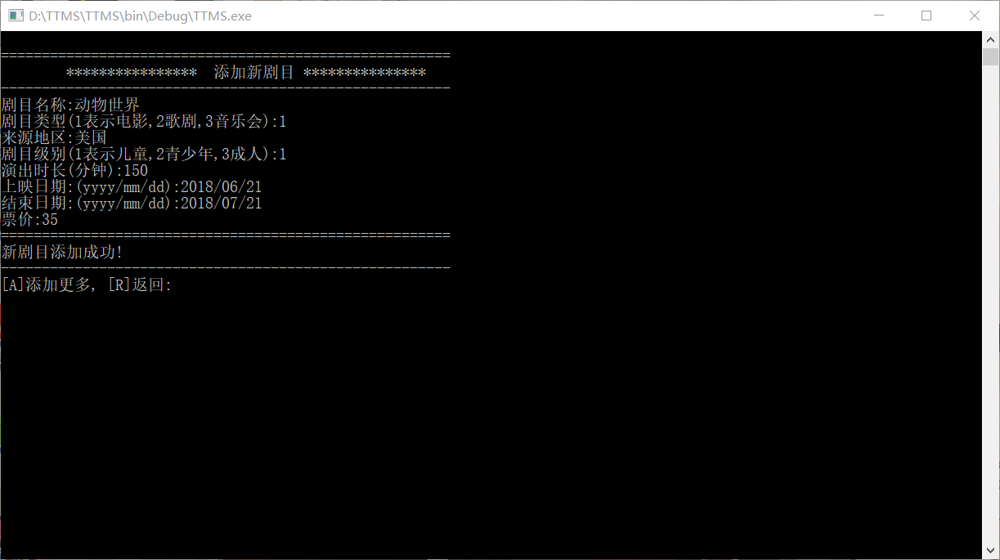 D:\TTMS\TTMS\bin\Debug\TTMS.exe
=======================================================
**************** 添加新剧目 ***************
-------------------------------------------------------
剧目名称:动物世界
剧目类型(1表示电影,2歌剧,3音乐会):1
来源地区:美国
剧目级别(1表示儿童,2青少年,3成人):1
演出时长(分钟):150
上映日期:(yyyy/mm/dd):2018/06/21
结束日期:(yyyy/mm/dd):2018/07/21
票价:35
=======================================================
新剧目添加成功!
-------------------------------------------------------
[A]添加更多, [R]返回: